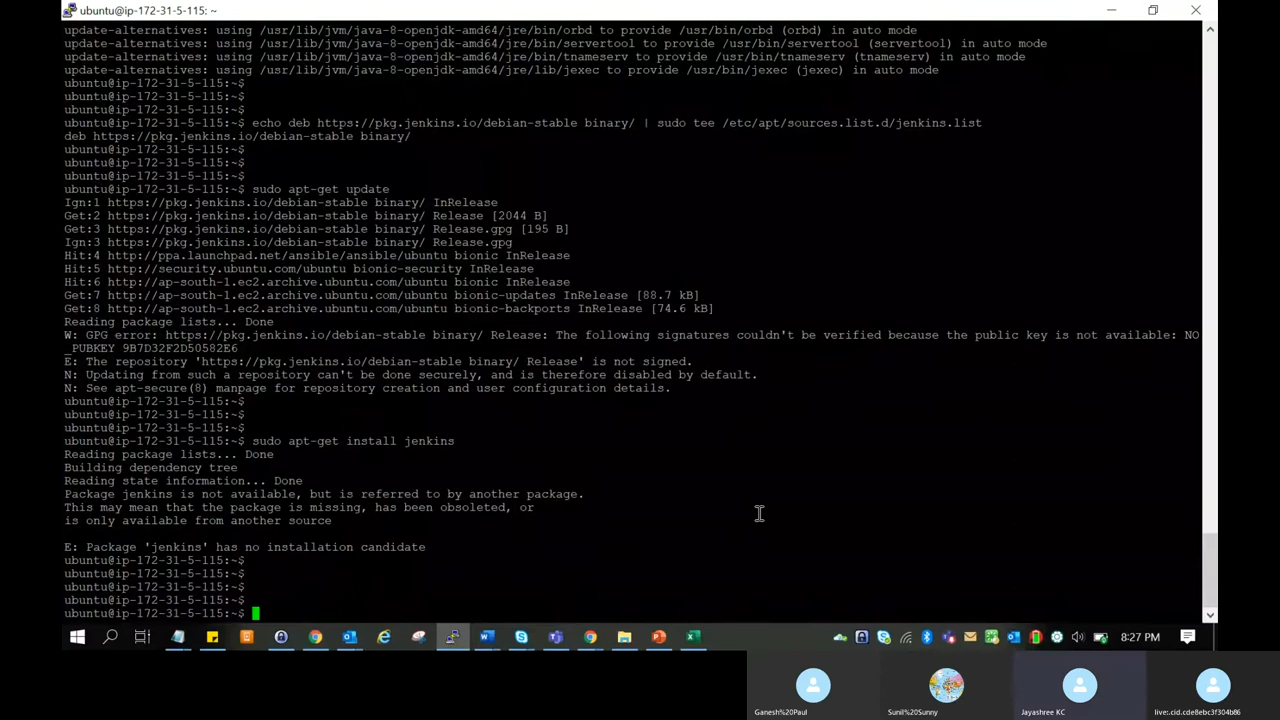 ubuntu@ip-172-31-5-115: ~
update-alternatives: using /usr/lib/jvm/java-8-openjdk-amd64/jre/bin/orbd to provide /usr/bin/orbd (orbd) in auto mode
update-alternatives: using /usr/lib/jvm/java-8-openjdk-amd64/jre/bin/servertool to provide /usr/bin/servertool (servertool) in auto mode
update-alternatives: using /usr/lib/jvm/java-8-openjdk-amd64/jre/bin/tnameserv to provide /usr/bin/tnameserv (tnameserv) in auto mode
update-alternatives: using /usr/lib/jvm/java-8-openjdk-amd64/jre/lib/jexec to provide /usr/bin/jexec (jexec) in auto mode
ubuntu@ip-172-31-5-115:~$
ubuntu@ip-172-31-5-115:~$
ubuntu@ip-172-31-5-115:~$
ubuntu@ip-172-31-5-115:~$ echo deb https://pkg.jenkins.io/debian-stable binary/ | sudo tee /etc/apt/sources.list.d/jenkins.list
deb https://pkg.jenkins.io/debian-stable binary/
ubuntu@ip-172-31-5-115:~$
ubuntu@ip-172-31-5-115:~$
ubuntu@ip-172-31-5-115:~$
ubuntu@ip-172-31-5-115:~$ sudo apt-get update
Ign:1 https://pkg.jenkins.io/debian-stable binary/ InRelease
Get:2 https://pkg.jenkins.io/debian-stable binary/ Release [2044 B]
Get:3 https://pkg.jenkins.io/debian-stable binary/ Release.gpg [195 B]
Ign:3 https://pkg.jenkins.io/debian-stable binary/ Release.gpg
Hit:4 http://ppa.launchpad.net/ansible/ansible/ubuntu bionic InRelease
Hit:5 http://security.ubuntu.com/ubuntu bionic-security InRelease
Hit:6 http://ap-south-1.ec2.archive.ubuntu.com/ubuntu bionic InRelease
Get:7 http://ap-south-1.ec2.archive.ubuntu.com/ubuntu bionic-updates InRelease [88.7 kB]
Get:8 http://ap-south-1.ec2.archive.ubuntu.com/ubuntu bionic-backports InRelease [74.6 kB]
Reading package lists... Done
W: GPG error: https://pkg.jenkins.io/debian-stable binary/ Release: The following signatures couldn't be verified because the public key is not available: NO
_PUBKEY 9B7D32F2D50582E6
E: The repository 'https://pkg.jenkins.io/debian-stable binary/ Release' is not signed.
N: Updating from such a repository can't be done securely, and is therefore disabled by default.
N: See apt-secure(8) manpage for repository creation and user configuration details.
ubuntu@ip-172-31-5-115:~$
ubuntu@ip-172-31-5-115:~$
ubuntu@ip-172-31-5-115:~$
ubuntu@ip-172-31-5-115:~$ sudo apt-get install jenkins
Reading package lists... Done
Building dependency tree
Reading state information... Done
Package jenkins is not available, but is referred to by another package.
This may mean that the package is missing, has been obsoleted, or
is only available from another source
E: Package 'jenkins' has no installation candidate
ubuntu@ip-172-31-5-115:~$
ubuntu@ip-172-31-5-115:~$
ubuntu@ip-172-31-5-115:~$
ubuntu@ip-172-31-5-115:~$
ubuntu@ip-172-31-5-115:~$
8:27 PM
Ganesh%20Paul
Sunil%20Sunny
Jayashree KC
live:.cid.cde8ebc3f304b86